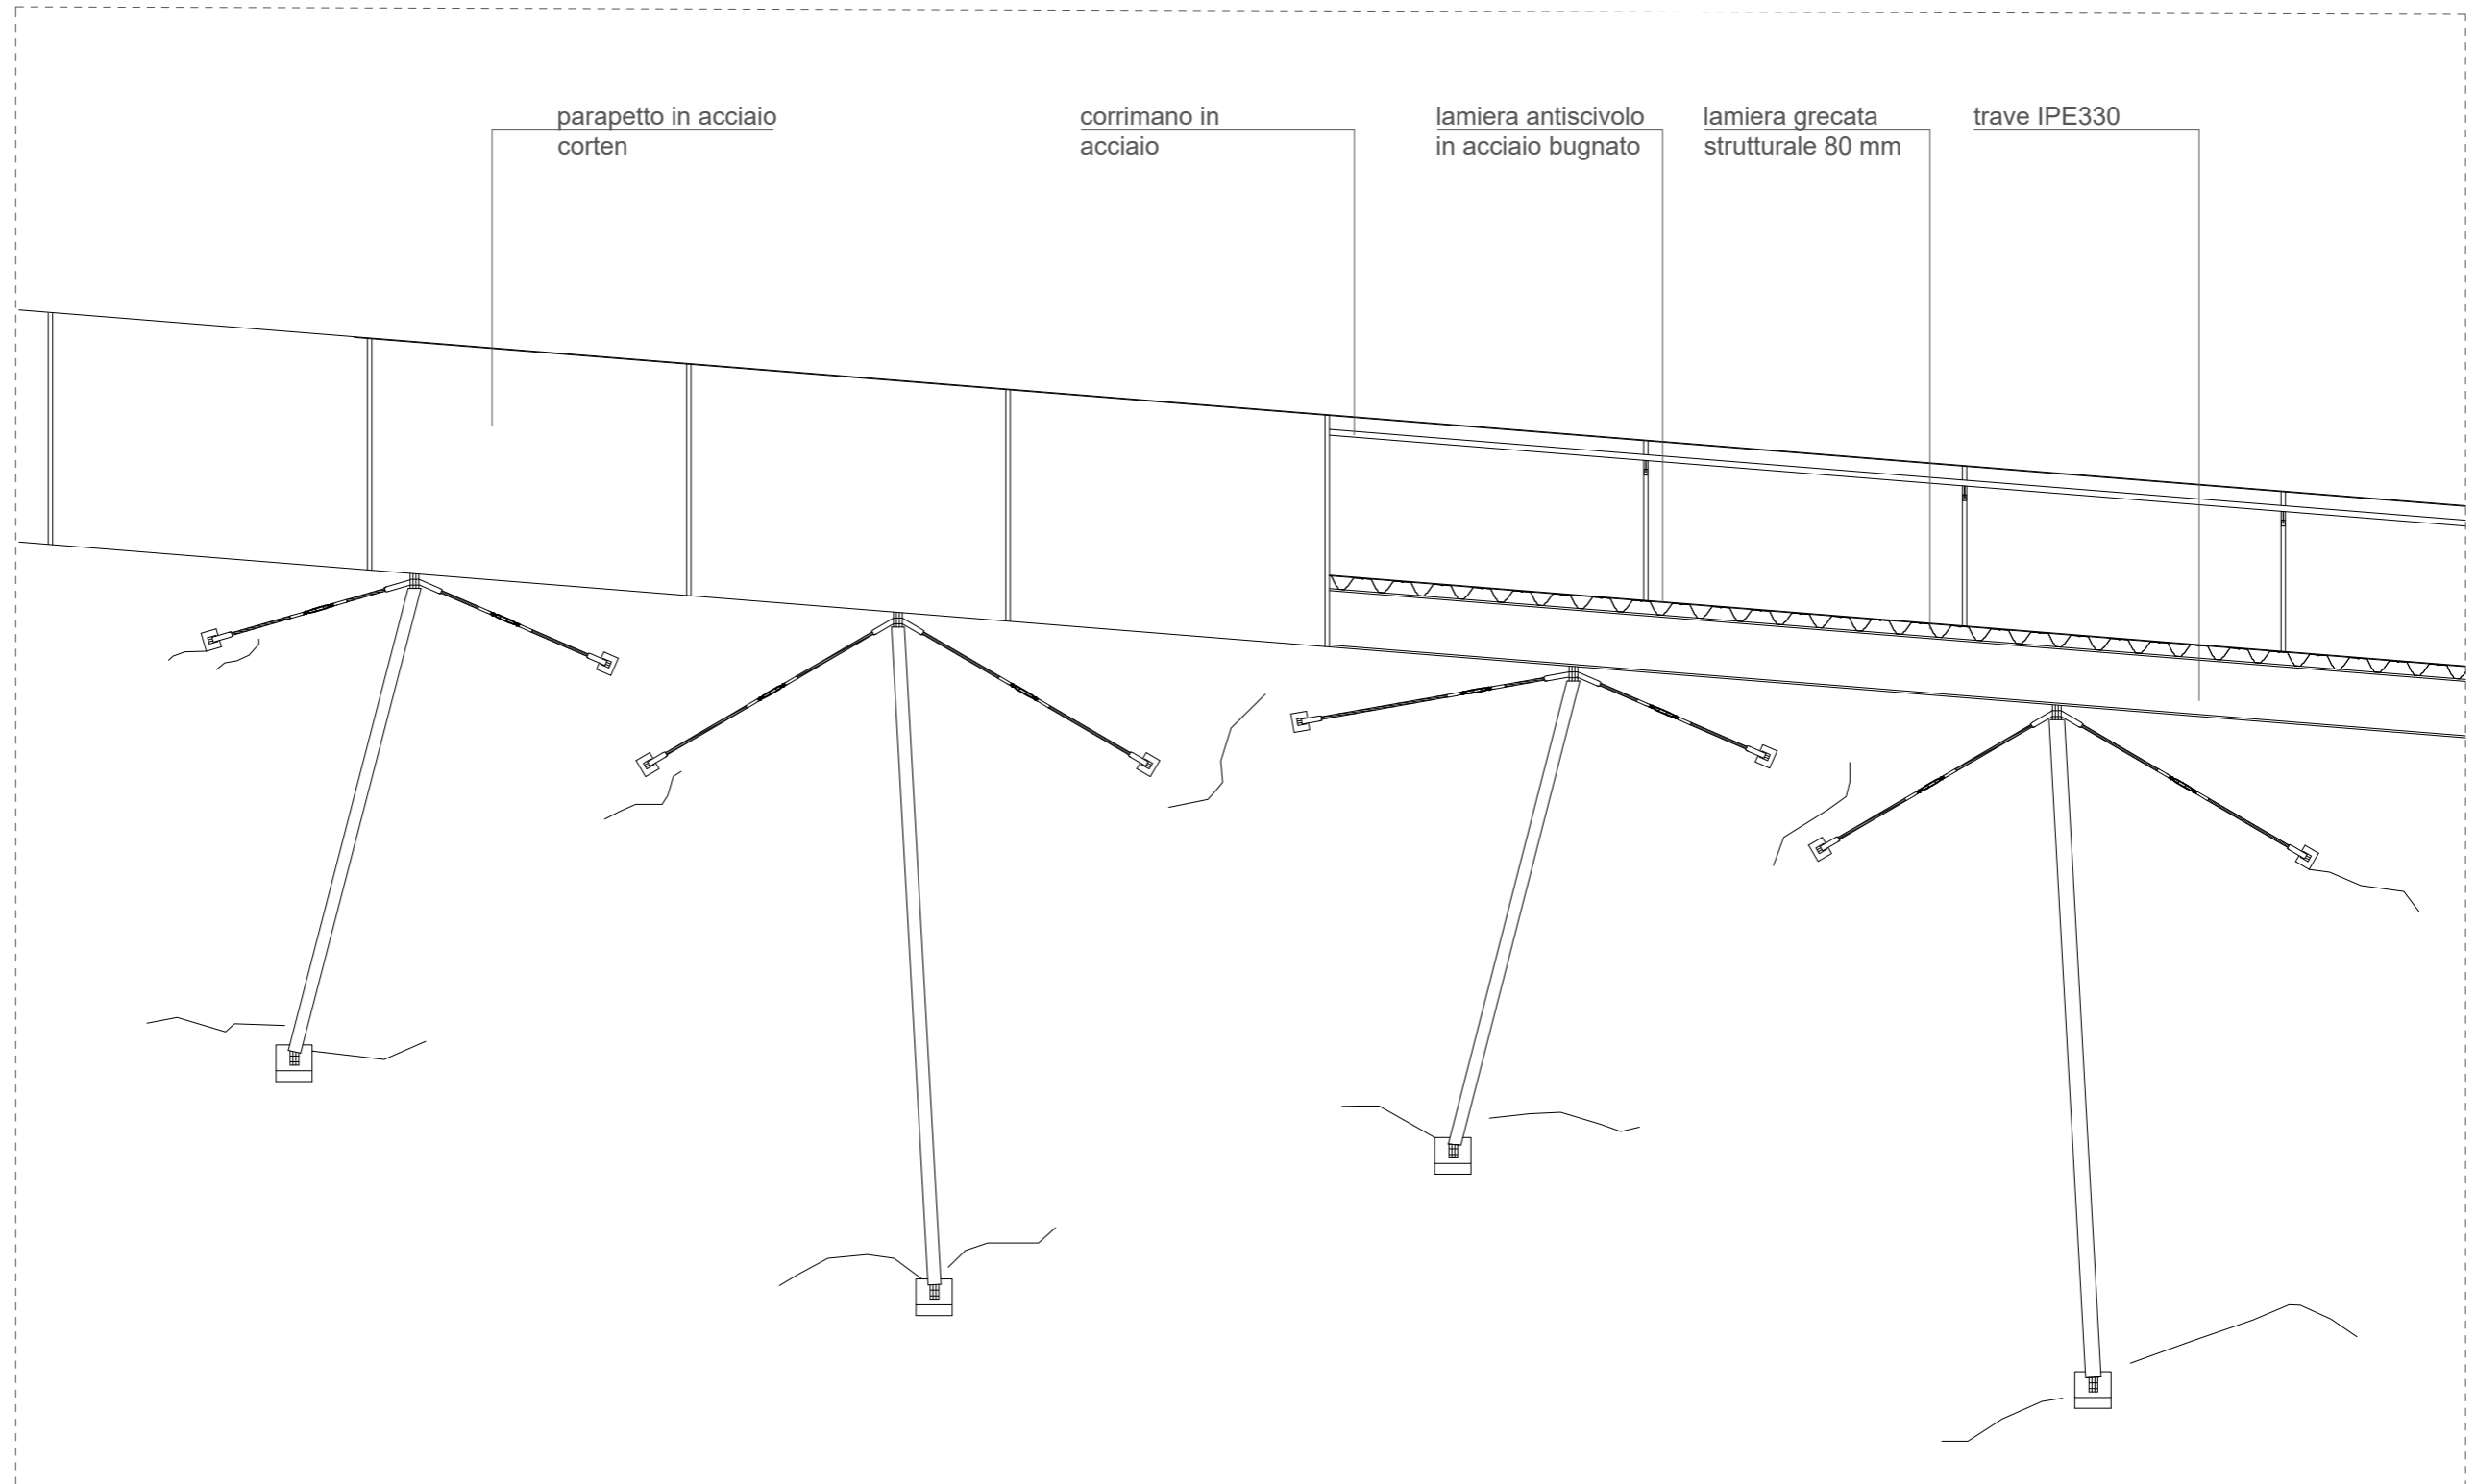 parapetto in acciaio
corten
corrimano in
acciaio
lamiera antiscivolo
in acciaio bugnato
lamiera grecata
strutturale 80 mm
trave IPE330